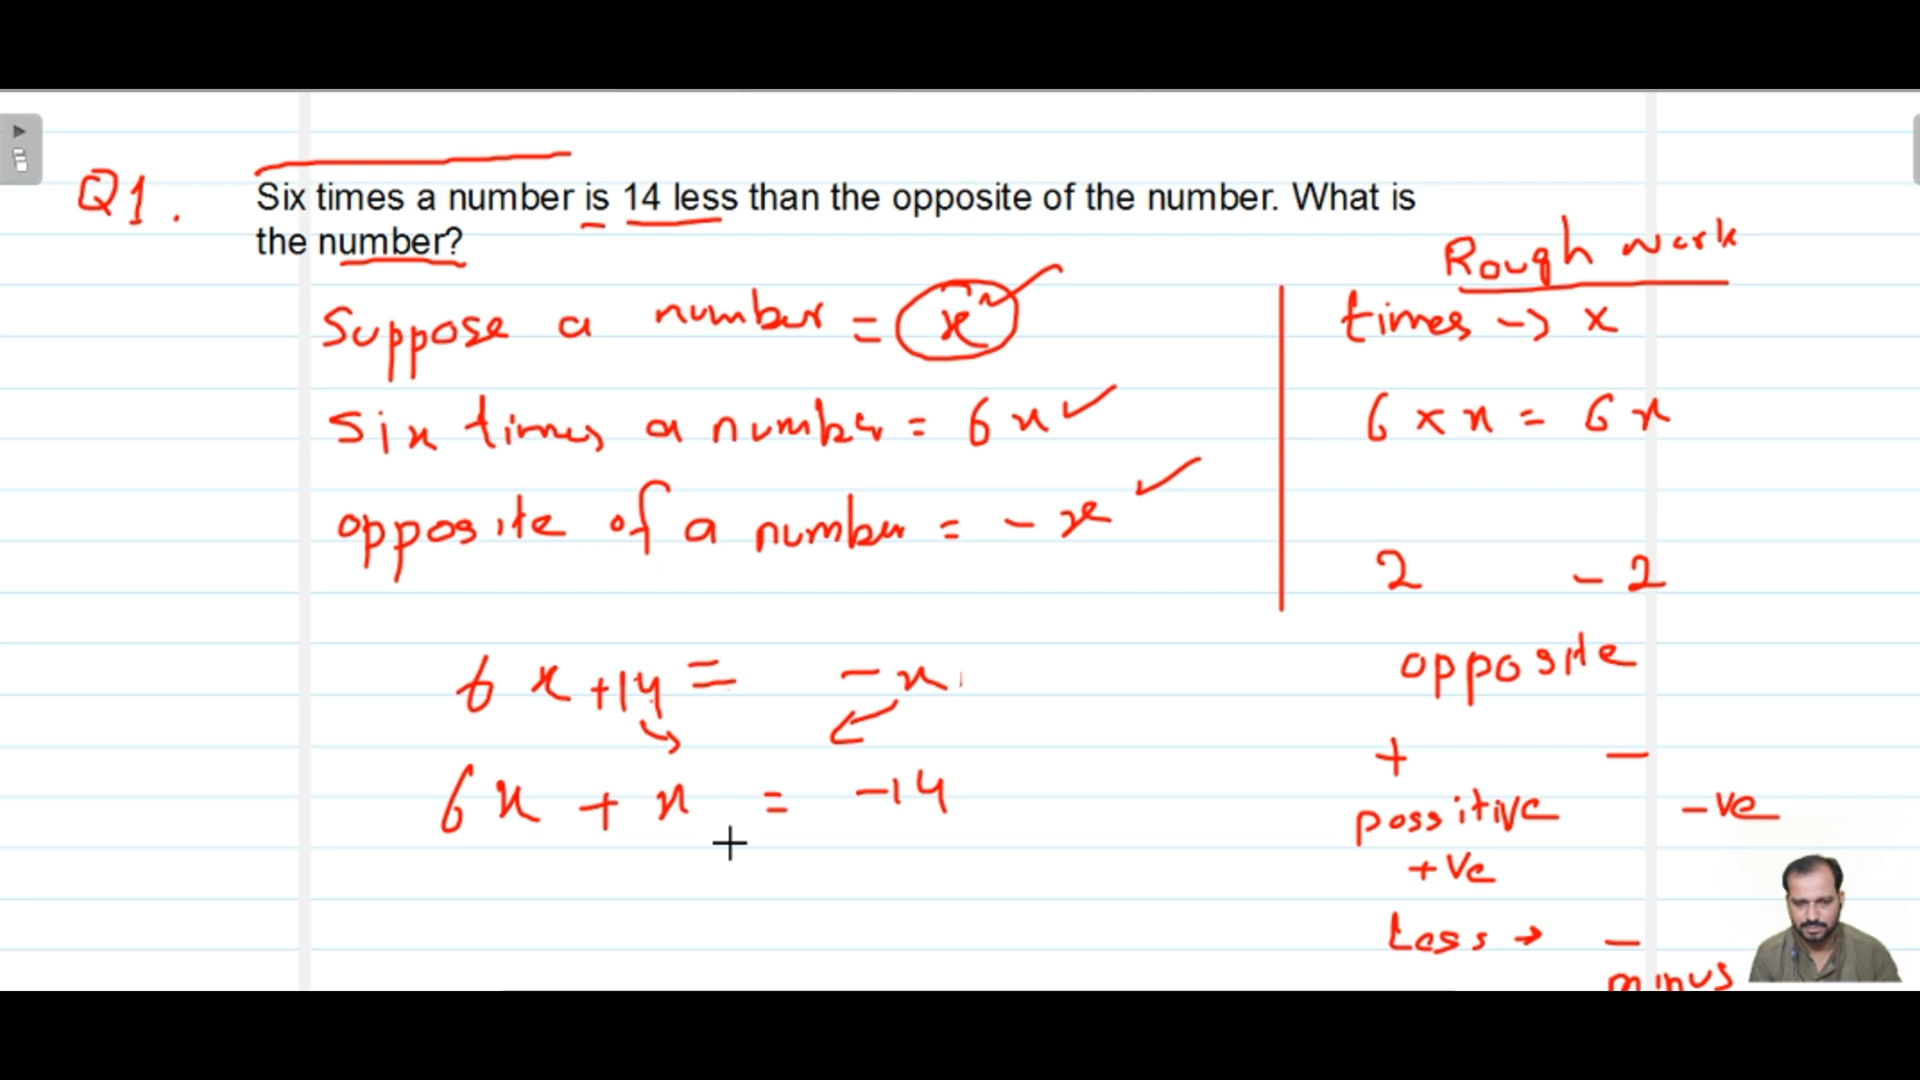 Q1.
Six times a number is 14 less than the opposite of the number. What is
the number?
Suppose a number = x
Six times a number = 6x
opposite of a number = -x
6x+14 = -x
6x + x = -14
Rough work
times -> x
6 × x = 6x
2 -2
opposite
+ -
possitive -ve
+ve
Less → -
minus